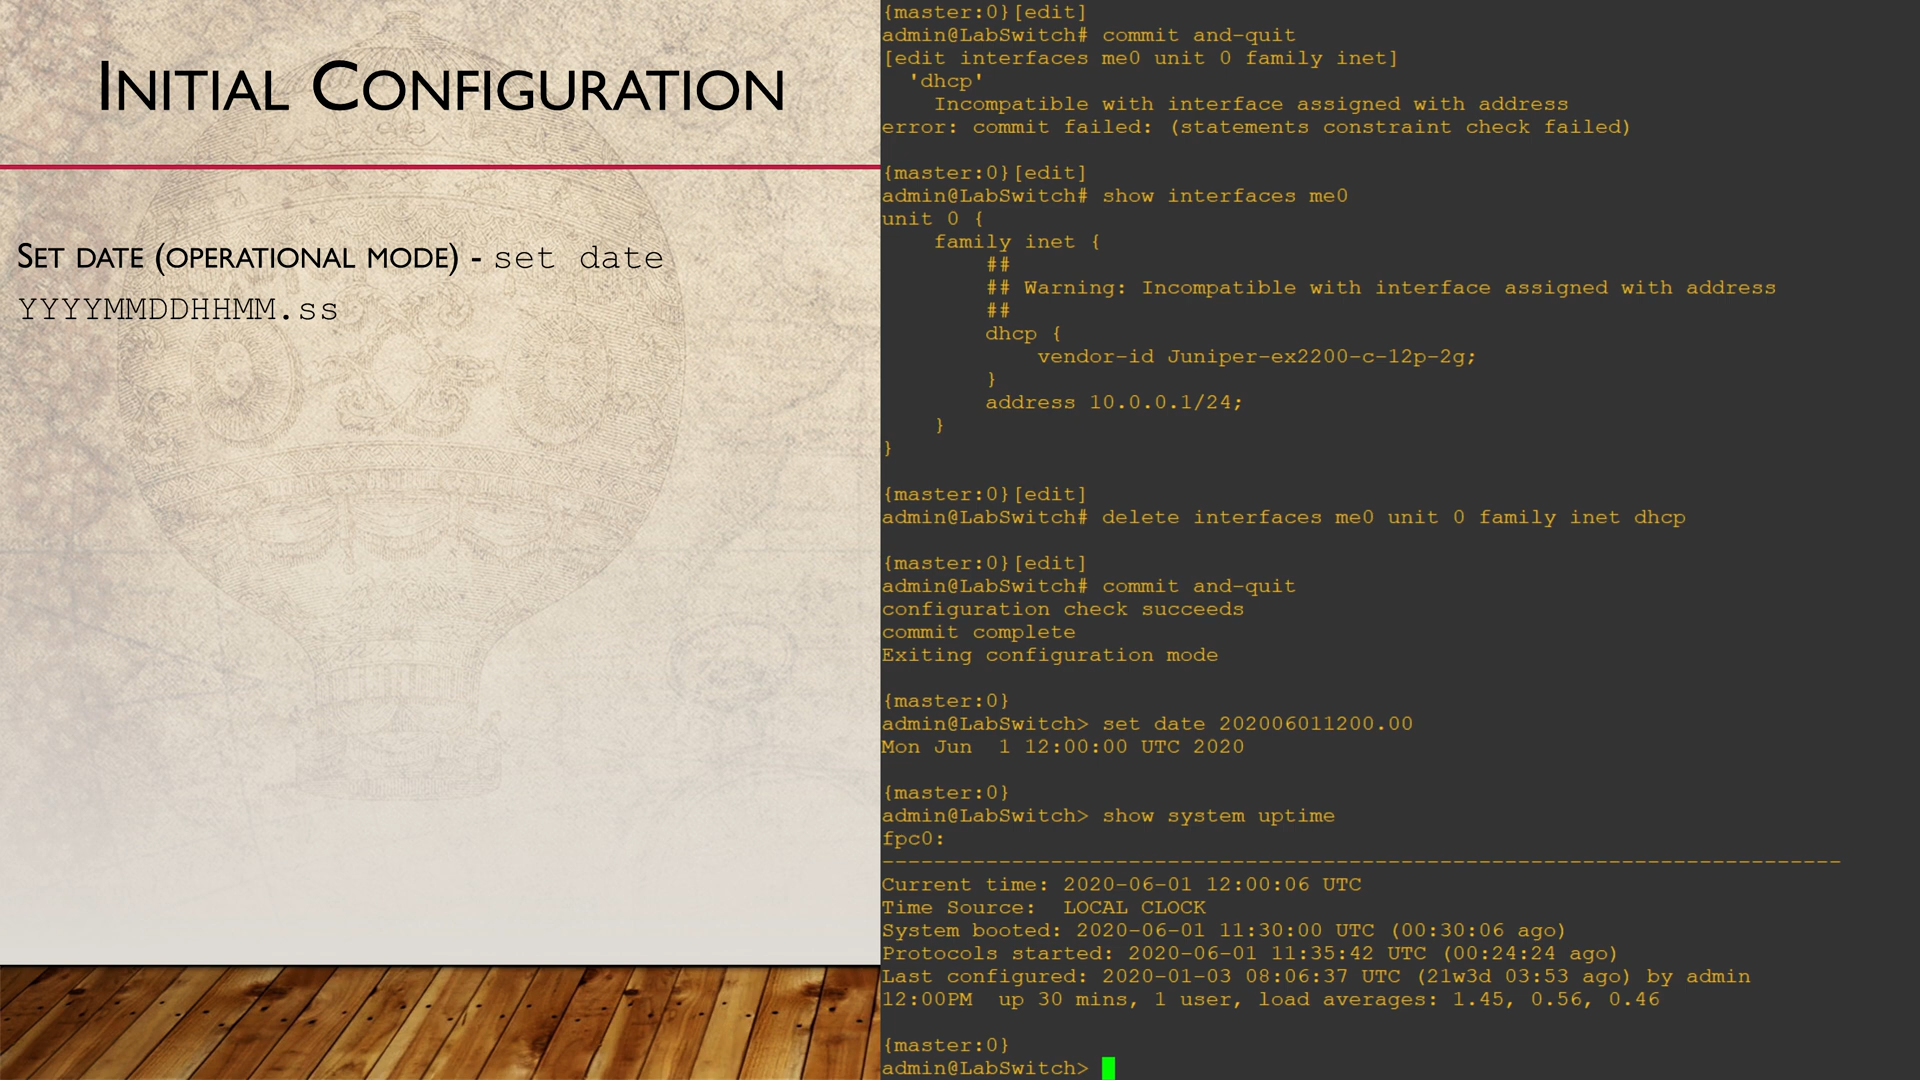 INITIAL CONFIGURATION
SET DATE (OPERATIONAL MODE) - set date
YYYYMMDDHHMM.ss
{master:0}[edit]
admin@LabSwitch# commit and-quit
[edit interfaces me0 unit 0 family inet]
  'dhcp'
    Incompatible with interface assigned with address
error: commit failed: (statements constraint check failed)
{master:0}[edit]
admin@LabSwitch# show interfaces me0
unit 0 {
    family inet {
        ##
        ## Warning: Incompatible with interface assigned with address
        ##
        dhcp {
            vendor-id Juniper-ex2200-c-12p-2g;
        }
        address 10.0.0.1/24;
    }
}
{master:0}[edit]
admin@LabSwitch# delete interfaces me0 unit 0 family inet dhcp
{master:0}[edit]
admin@LabSwitch# commit and-quit
configuration check succeeds
commit complete
Exiting configuration mode
{master:0}
admin@LabSwitch> set date 202006011200.00
Mon Jun  1 12:00:00 UTC 2020
{master:0}
admin@LabSwitch> show system uptime
fpc0:
--------------------------------------------------------------------------
Current time: 2020-06-01 12:00:06 UTC
Time Source:  LOCAL CLOCK
System booted: 2020-06-01 11:30:00 UTC (00:30:06 ago)
Protocols started: 2020-06-01 11:35:42 UTC (00:24:24 ago)
Last configured: 2020-01-03 08:06:37 UTC (21w3d 03:53 ago) by admin
12:00PM  up 30 mins, 1 user, load averages: 1.45, 0.56, 0.46
{master:0}
admin@LabSwitch>